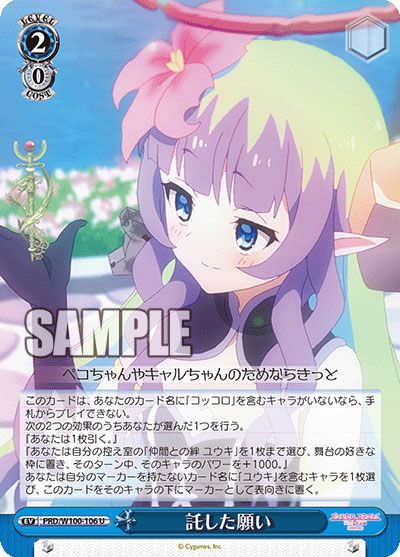 LEVEL
2
0
COST
SAMPLE
ペコちゃんやキャルちゃんのためならきっと
このカードは、あなたのカード名に「コッコロ」を含むキャラがいないなら、手
札からプレイできない。
次の2つの効果のうちあなたが選んだ1つを行う。
『あなたは1枚引く。』
『あなたは自分の控え室の「仲間との絆 ユウキ」を1枚まで選び、舞台の好きな
枠に置き、そのターン中、そのキャラのパワーを+1000。』
あなたは自分のマーカーを持たないカード名に「ユウキ」を含むキャラを1枚選
び、このカードをそのキャラの下にマーカーとして表向きに置く。
EV PRD/W100-106 U
託した願い
© Cygames, Inc.